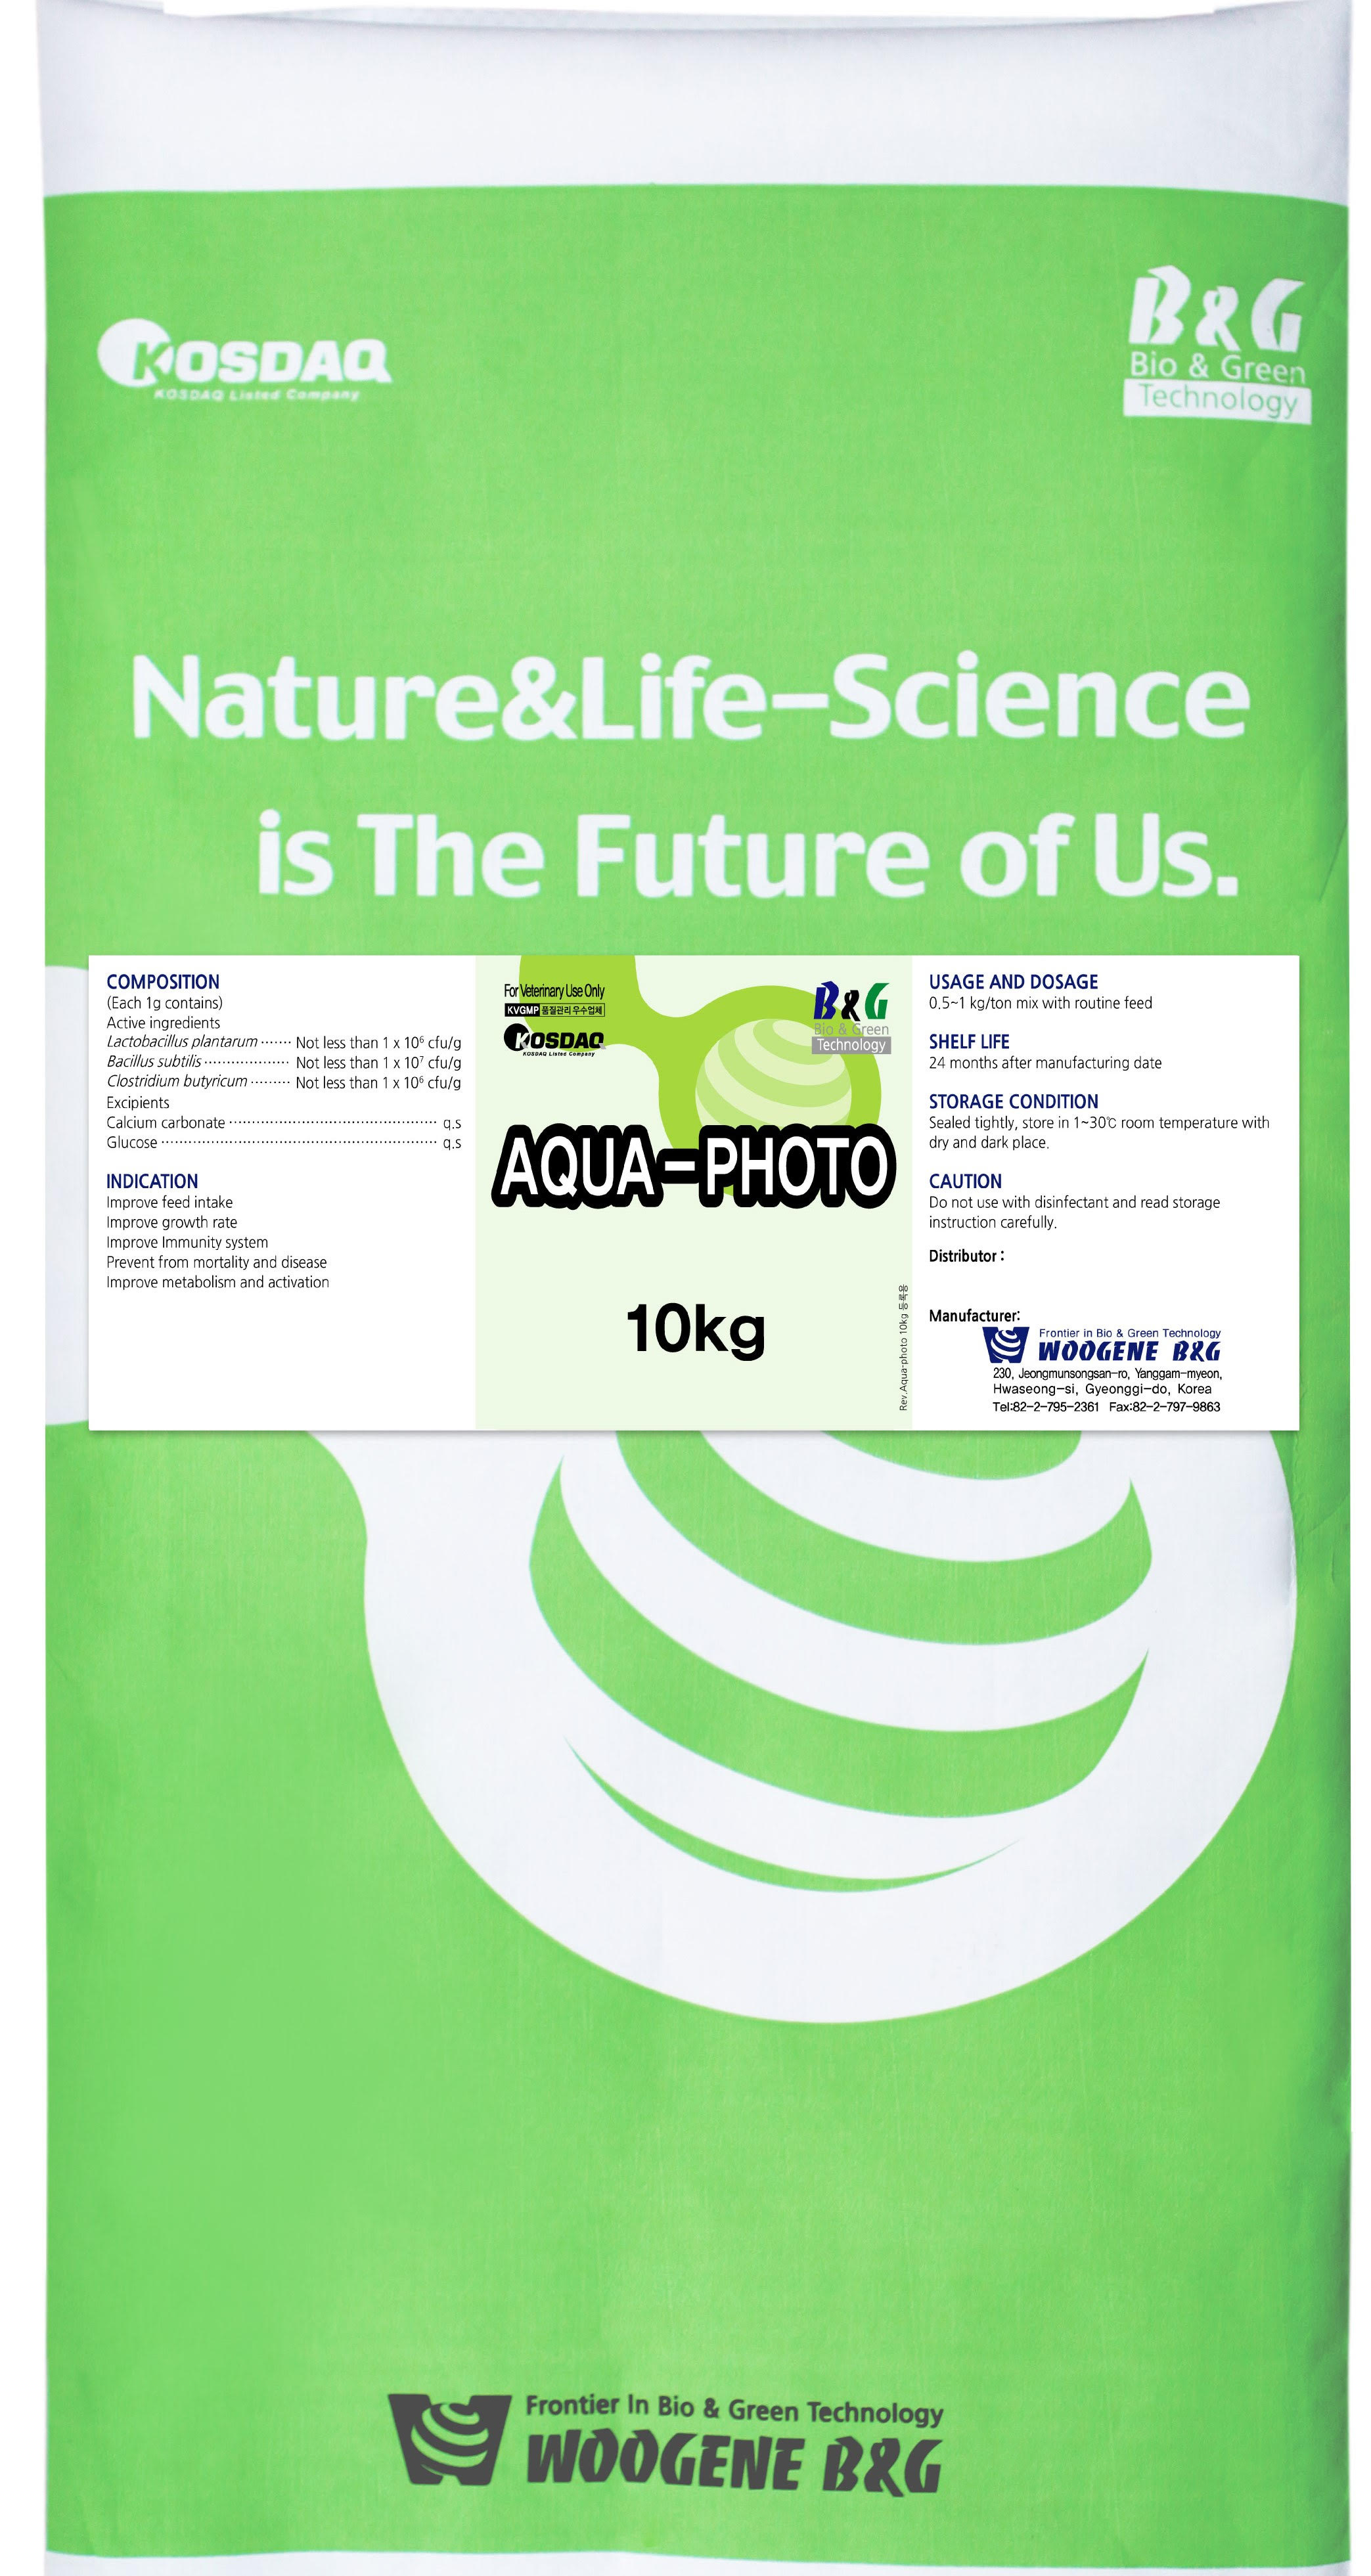 KOSDAQ
KOSDAQ Listed Company
B&G
Bio & Green
Technology
Nature&Life-Science
is The Future of Us.
COMPOSITION
(Each 1g contains)
Active ingredients
Lactobacillus plantarum ······· Not less than 1 x 10⁶ cfu/g
Bacillus subtilis ···················· Not less than 1 x 10⁷ cfu/g
Clostridium butyricum ········· Not less than 1 x 10⁶ cfu/g
Excipients
Calcium carbonate ················································ q.s
Glucose ································································ q.s
INDICATION
Improve feed intake
Improve growth rate
Improve Immunity system
Prevent from mortality and disease
Improve metabolism and activation
For Veterinary Use Only
KVGMP 품질관리 우수업체
KOSDAQ
KOSDAQ Listed Company
B&G
Bio & Green
Technology
AQUA-PHOTO
10kg
Rev.Aqua-photo 10kg 등록용
USAGE AND DOSAGE
0.5~1 kg/ton mix with routine feed
SHELF LIFE
24 months after manufacturing date
STORAGE CONDITION
Sealed tightly, store in 1~30℃ room temperature with
dry and dark place.
CAUTION
Do not use with disinfectant and read storage
instruction carefully.
Distributor :
Manufacturer:
Frontier in Bio & Green Technology
WOOGENE B&G
230, Jeongmunsongsan-ro, Yanggam-myeon,
Hwaseong-si, Gyeonggi-do, Korea
Tel:82-2-795-2361 Fax:82-2-797-9863
Frontier In Bio & Green Technology
WOOGENE B&G